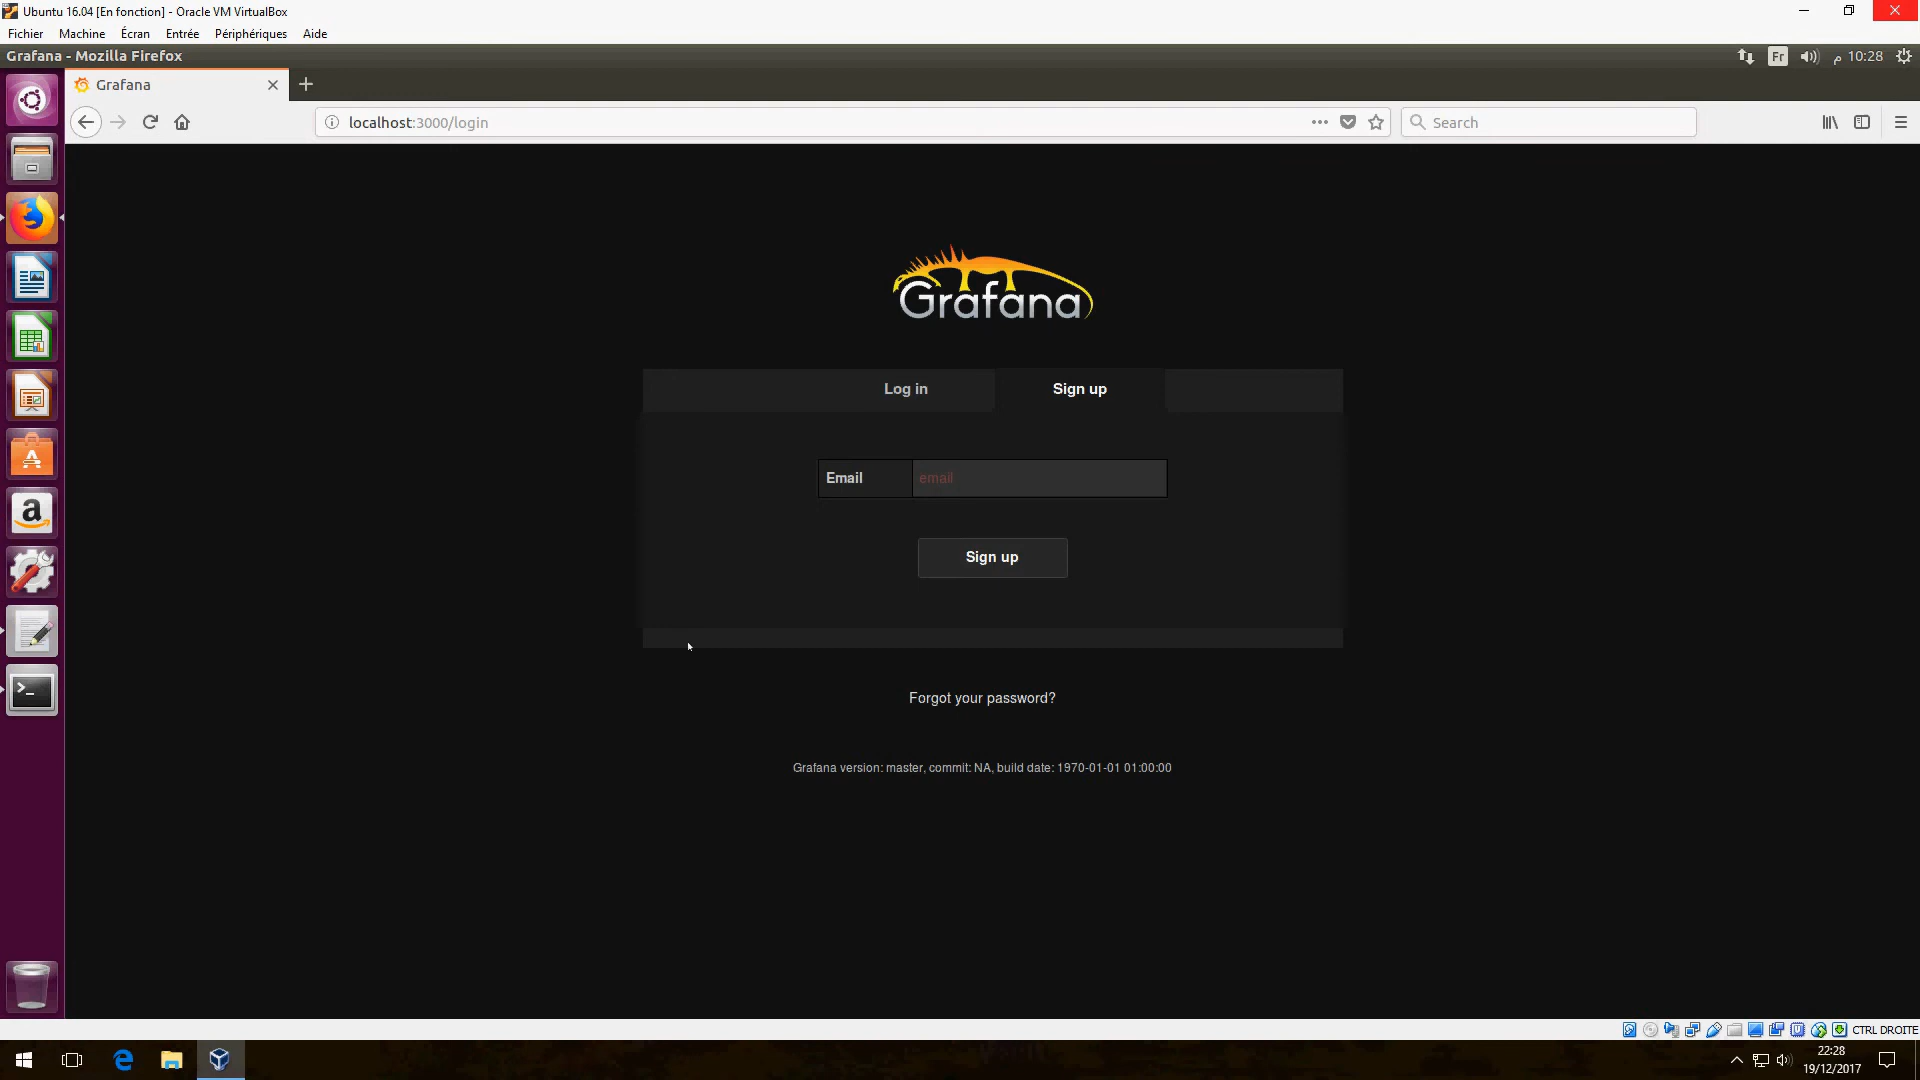 Ubuntu 16.04 [En fonction] - Oracle VM VirtualBox
Fichier Machine Écran Entrée Périphériques Aide
Grafana - Mozilla Firefox
Fr م 10:28
Grafana
localhost:3000/login
Search
Grafana
Log in Sign up
Email email
Sign up
Forgot your password?
Grafana version: master, commit: NA, build date: 1970-01-01 01:00:00
CTRL DROITE
22:28
19/12/2017